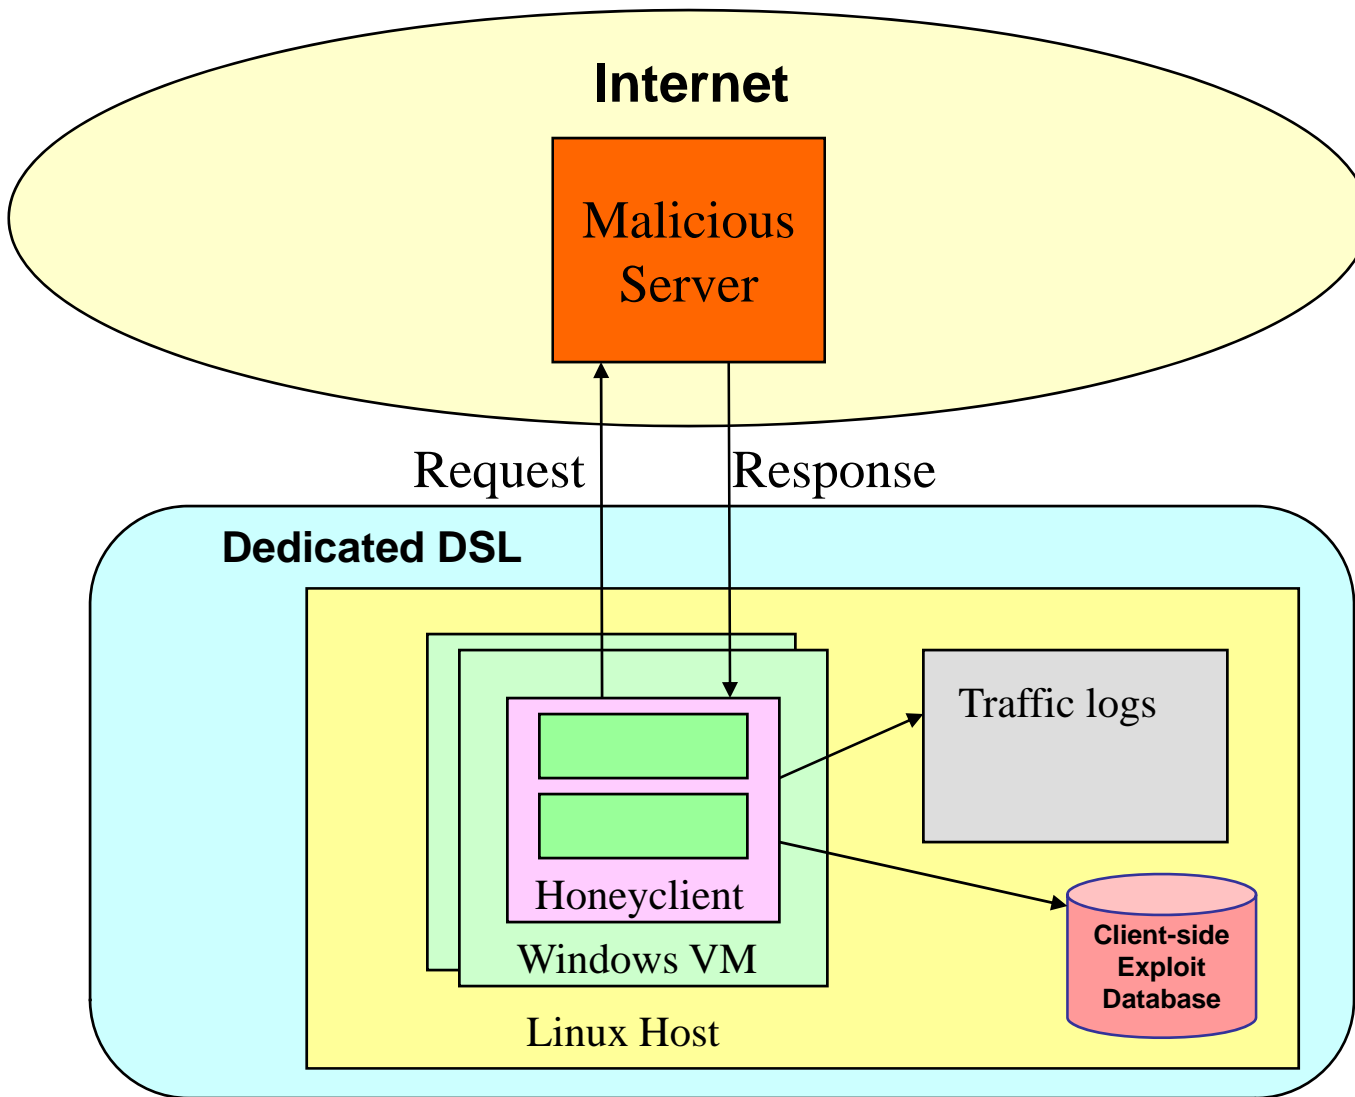 Internet
Malicious
Server
Request
Response
Dedicated DSL
Traffic logs
Honeyclient
Windows VM
Linux Host
Client-side
Exploit
Database